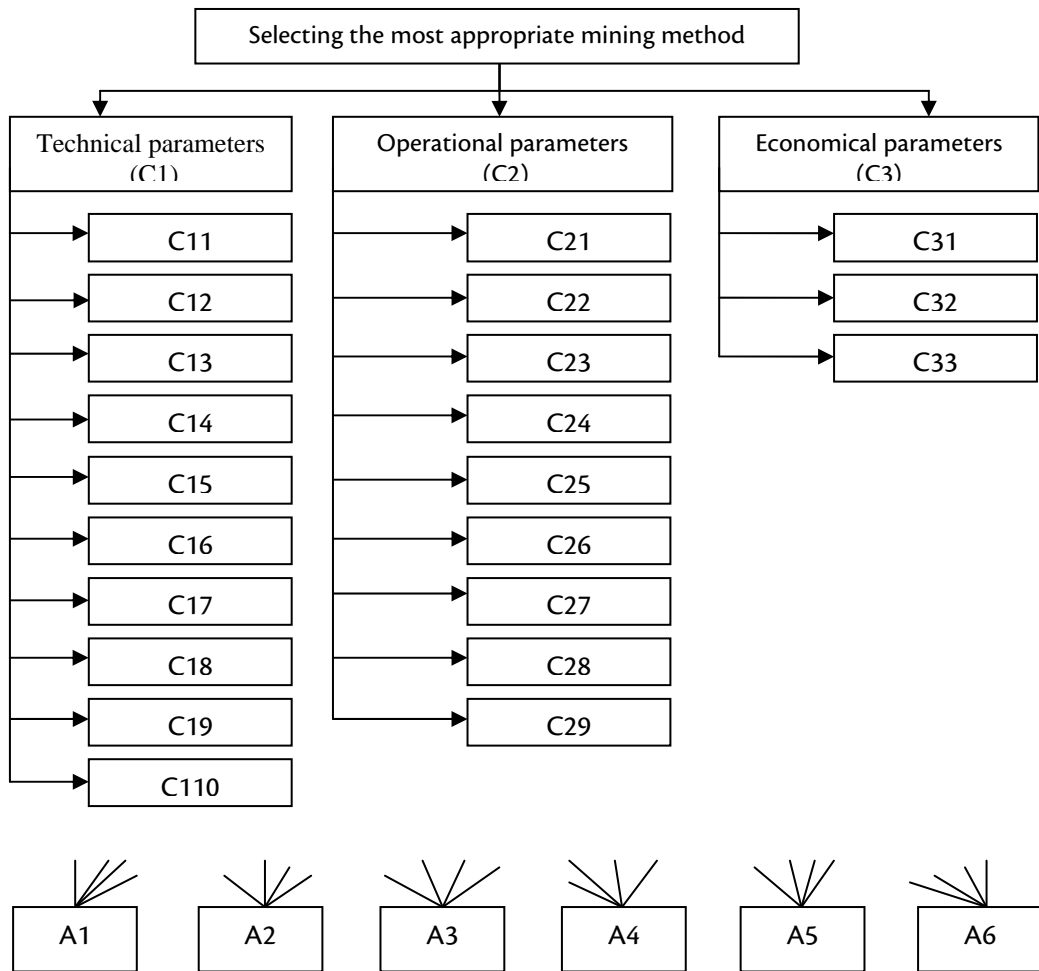 Selecting the most appropriate mining method
Technical parameters
(C1)
Operational parameters
(C2)
Economical parameters
(C3)
C11
C12
C13
C14
C15
C16
C17
C18
C19
C110
C21
C22
C23
C24
C25
C26
C27
C28
C29
C31
C32
C33
A1
A2
A3
A4
A5
A6